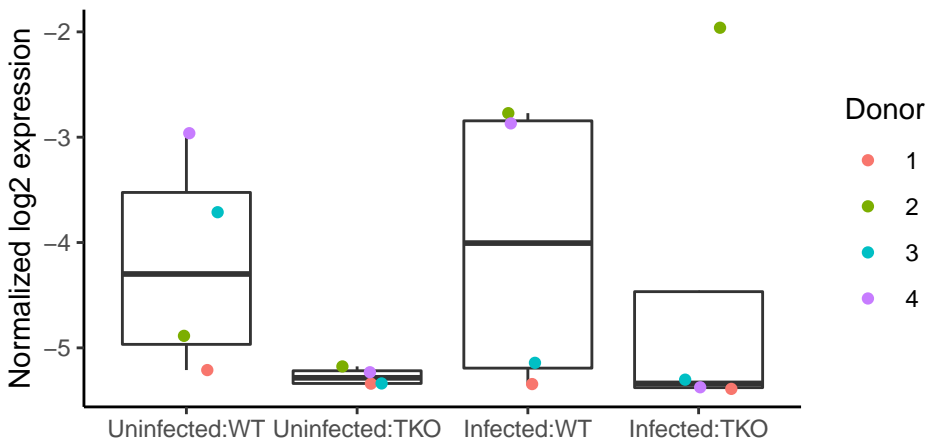 Normalized log2 expression
−2
−3
−4
−5
Uninfected:WT
Uninfected:TKO
Infected:WT
Infected:TKO
Donor
1
2
3
4